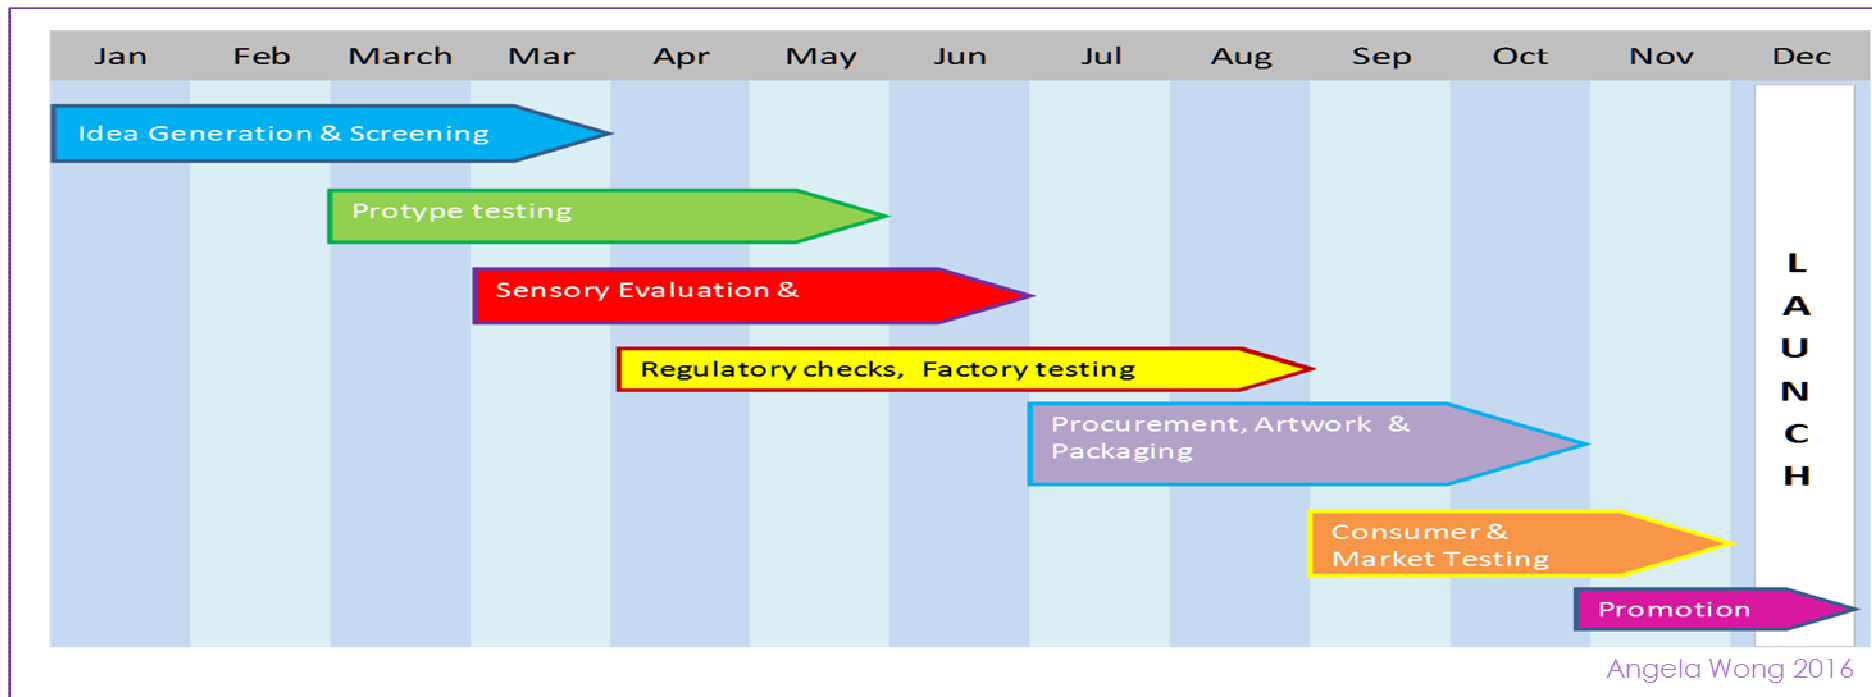 Jan Feb March Mar Apr May Jun Jul Aug Sep Oct Nov Dec
Idea Generation & Screening
Protype testing
Sensory Evaluation &
Regulatory checks, Factory testing
Procurement, Artwork &
Packaging
Consumer &
Market Testing
Promotion
L
A
U
N
C
H
Angela Wong 2016